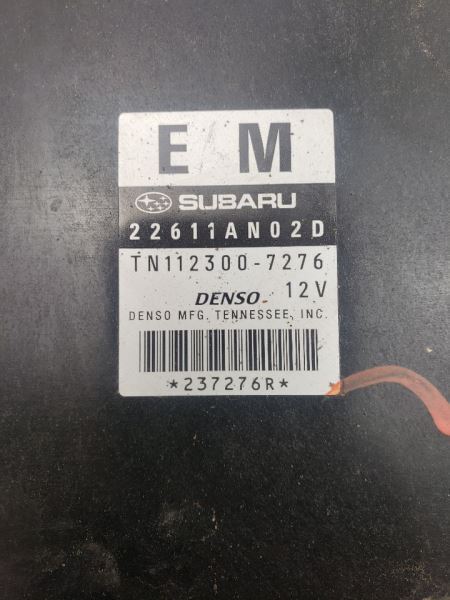 E M
SUBARU
22611AN02D
TN112300-7276
DENSO 12V
DENSO MFG. TENNESSEE, INC.
*237276R*